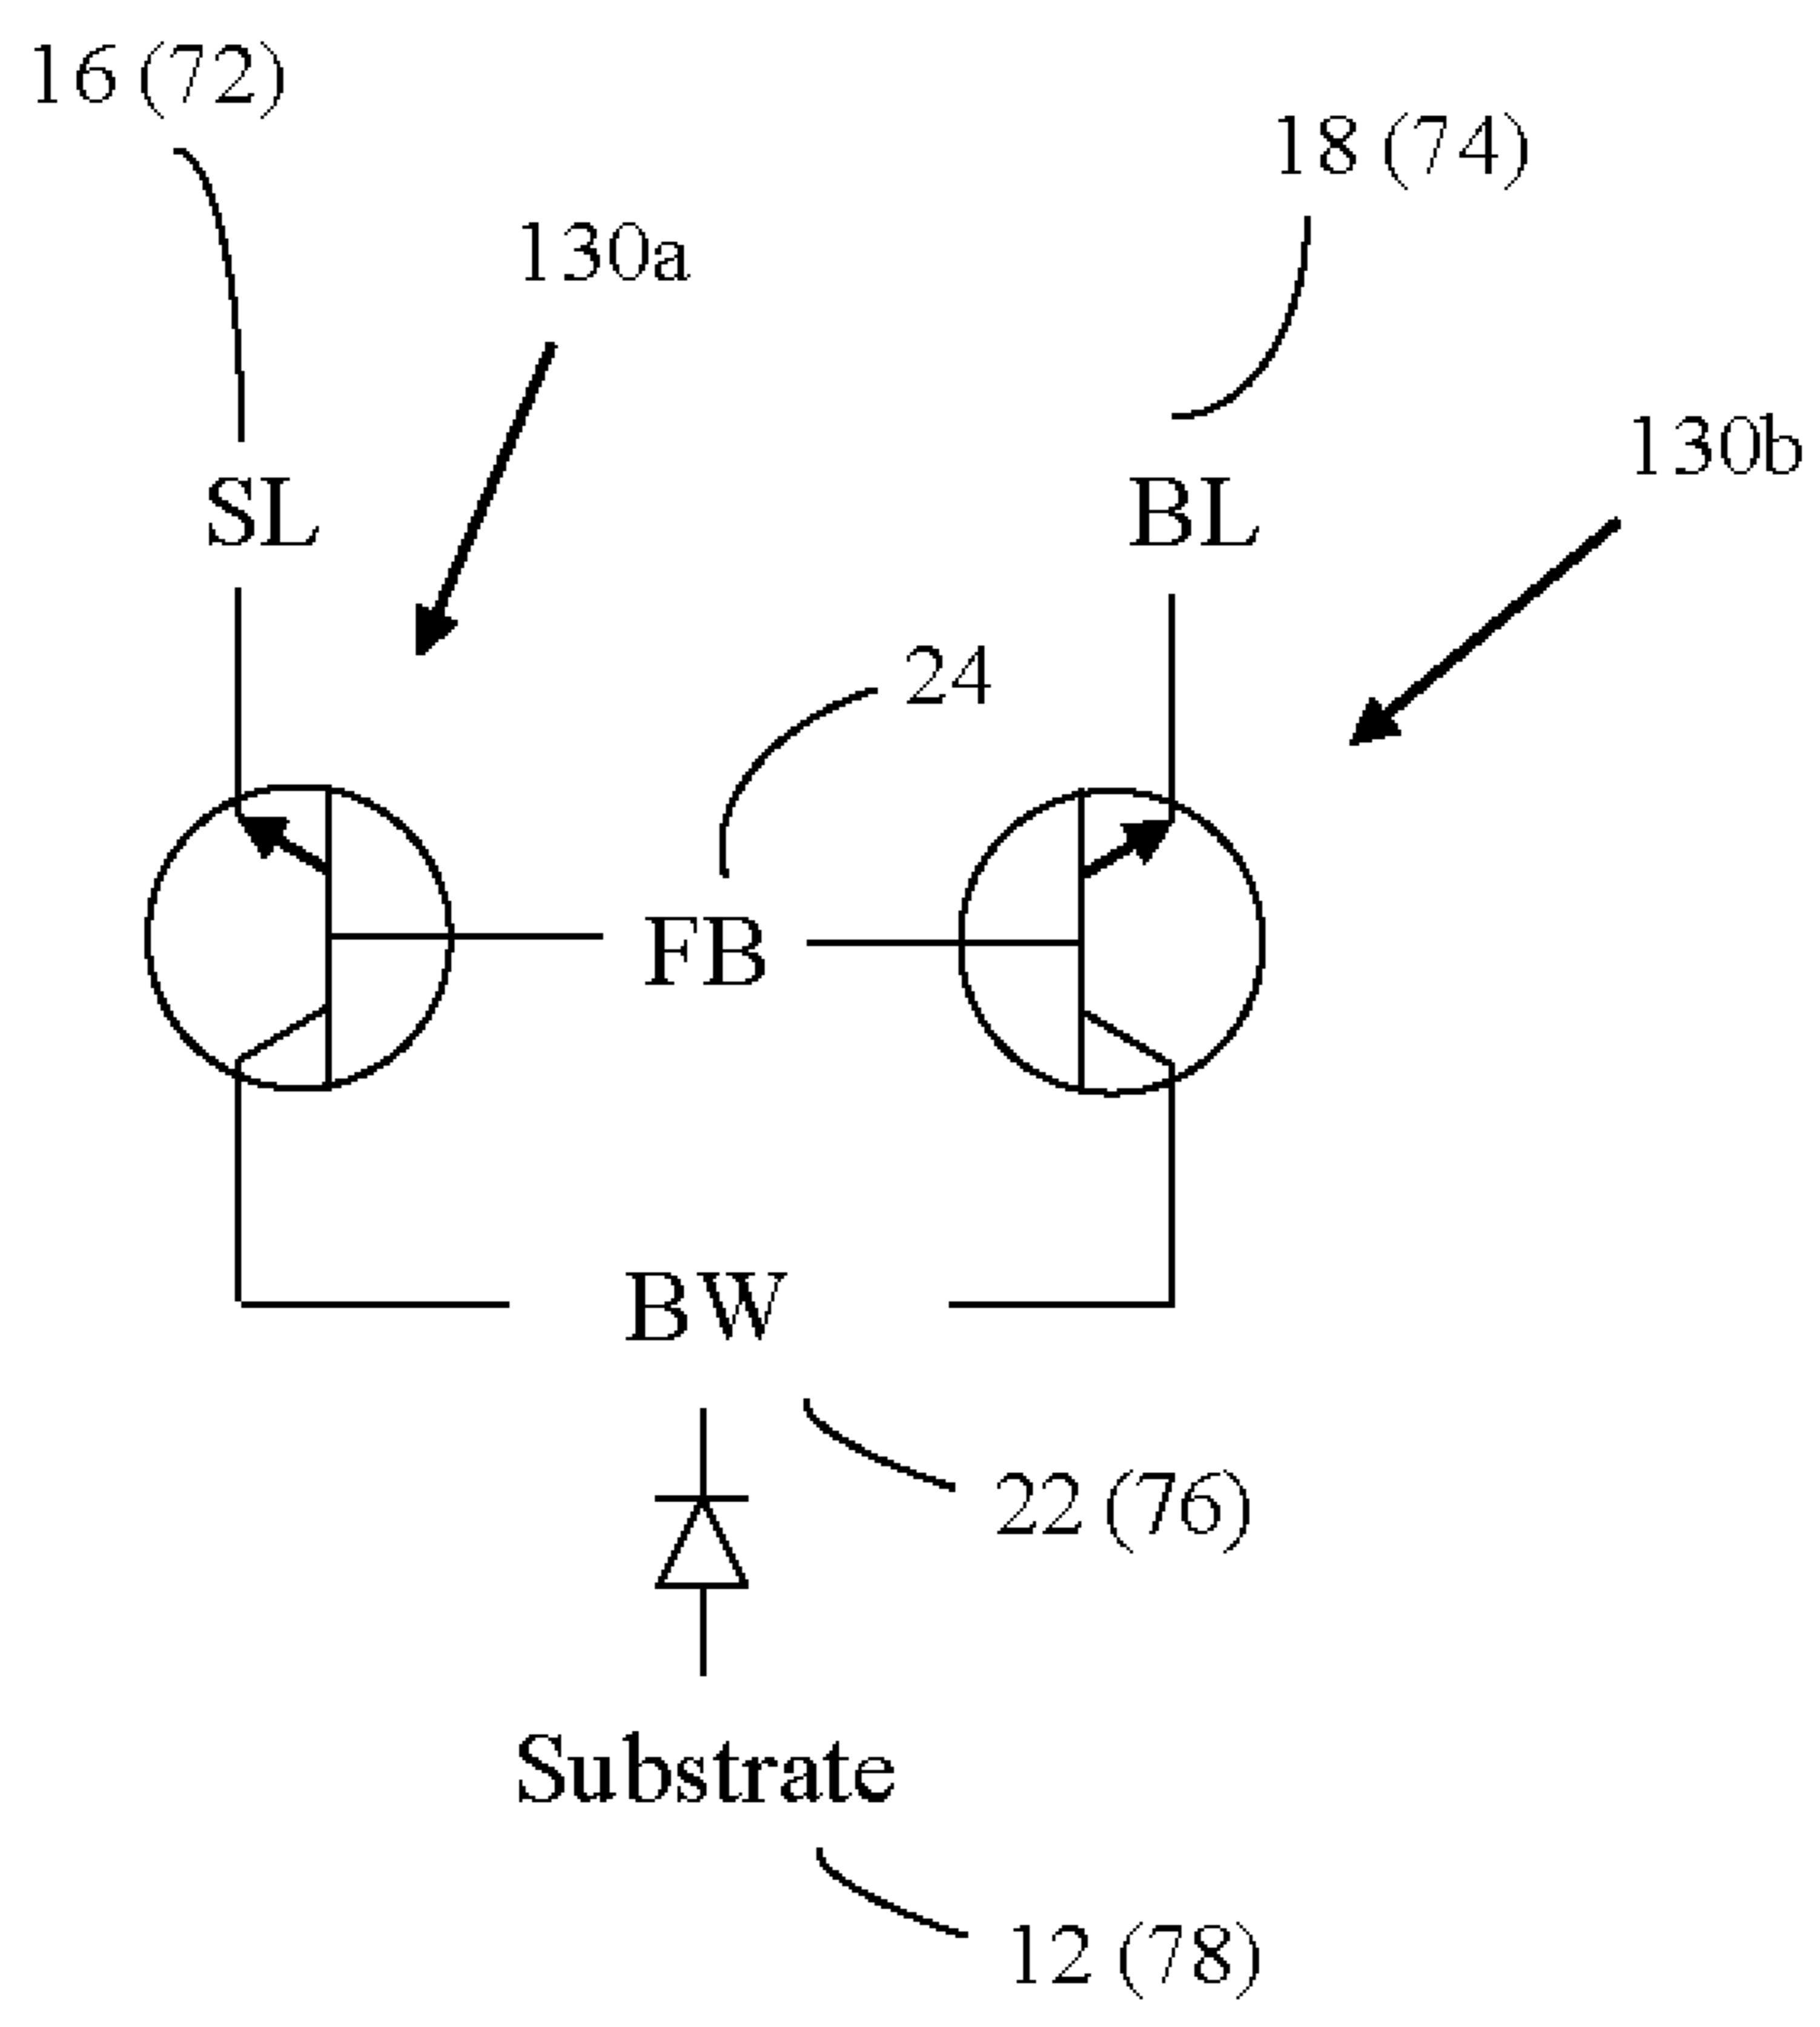 16 (72)
18 (74)
130a
130b
SL
BL
24
FB
BW
22 (76)
Substrate
12 (78)